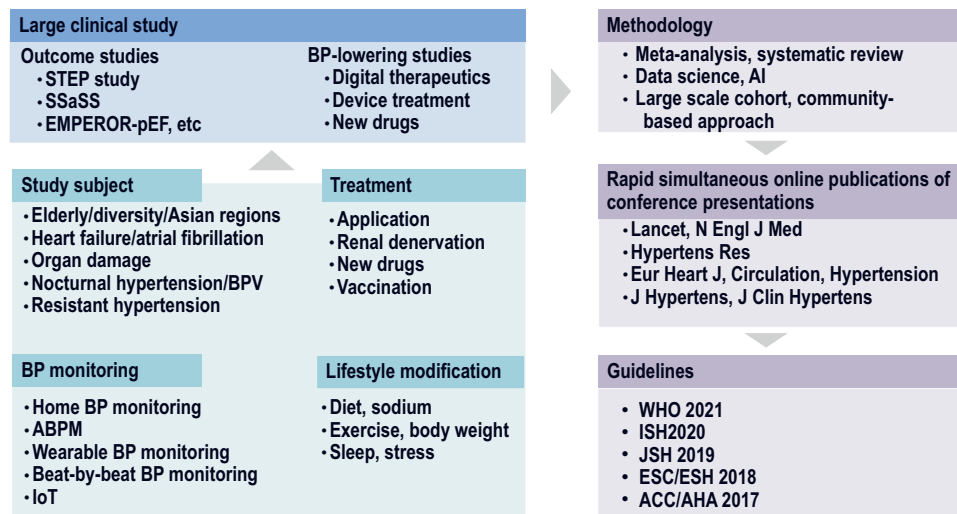 Large clinical study
Outcome studies
• STEP study
• SSaSS
• EMPEROR-pEF, etc
BP-lowering studies
• Digital therapeutics
• Device treatment
• New drugs
Study subject
• Elderly/diversity/Asian regions
• Heart failure/atrial fibrillation
• Organ damage
• Nocturnal hypertension/BPV
• Resistant hypertension
Treatment
• Application
• Renal denervation
• New drugs
• Vaccination
BP monitoring
• Home BP monitoring
• ABPM
• Wearable BP monitoring
• Beat-by-beat BP monitoring
• IoT
Lifestyle modification
• Diet, sodium
• Exercise, body weight
• Sleep, stress
Methodology
• Meta-analysis, systematic review
• Data science, AI
• Large scale cohort, community-
based approach
Rapid simultaneous online publications of
conference presentations
• Lancet, N Engl J Med
• Hypertens Res
• Eur Heart J, Circulation, Hypertension
• J Hypertens, J Clin Hypertens
Guidelines
• WHO 2021
• ISH2020
• JSH 2019
• ESC/ESH 2018
• ACC/AHA 2017